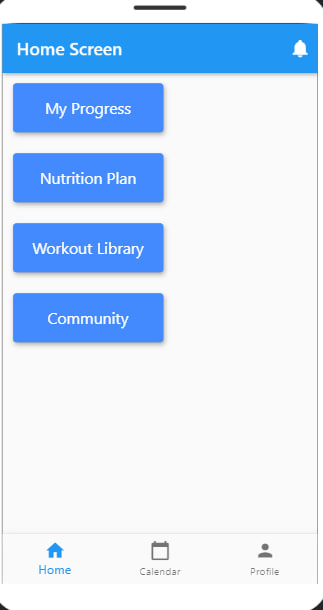 Home Screen
My Progress
Nutrition Plan
Workout Library
Community
Home
Calendar
Profile